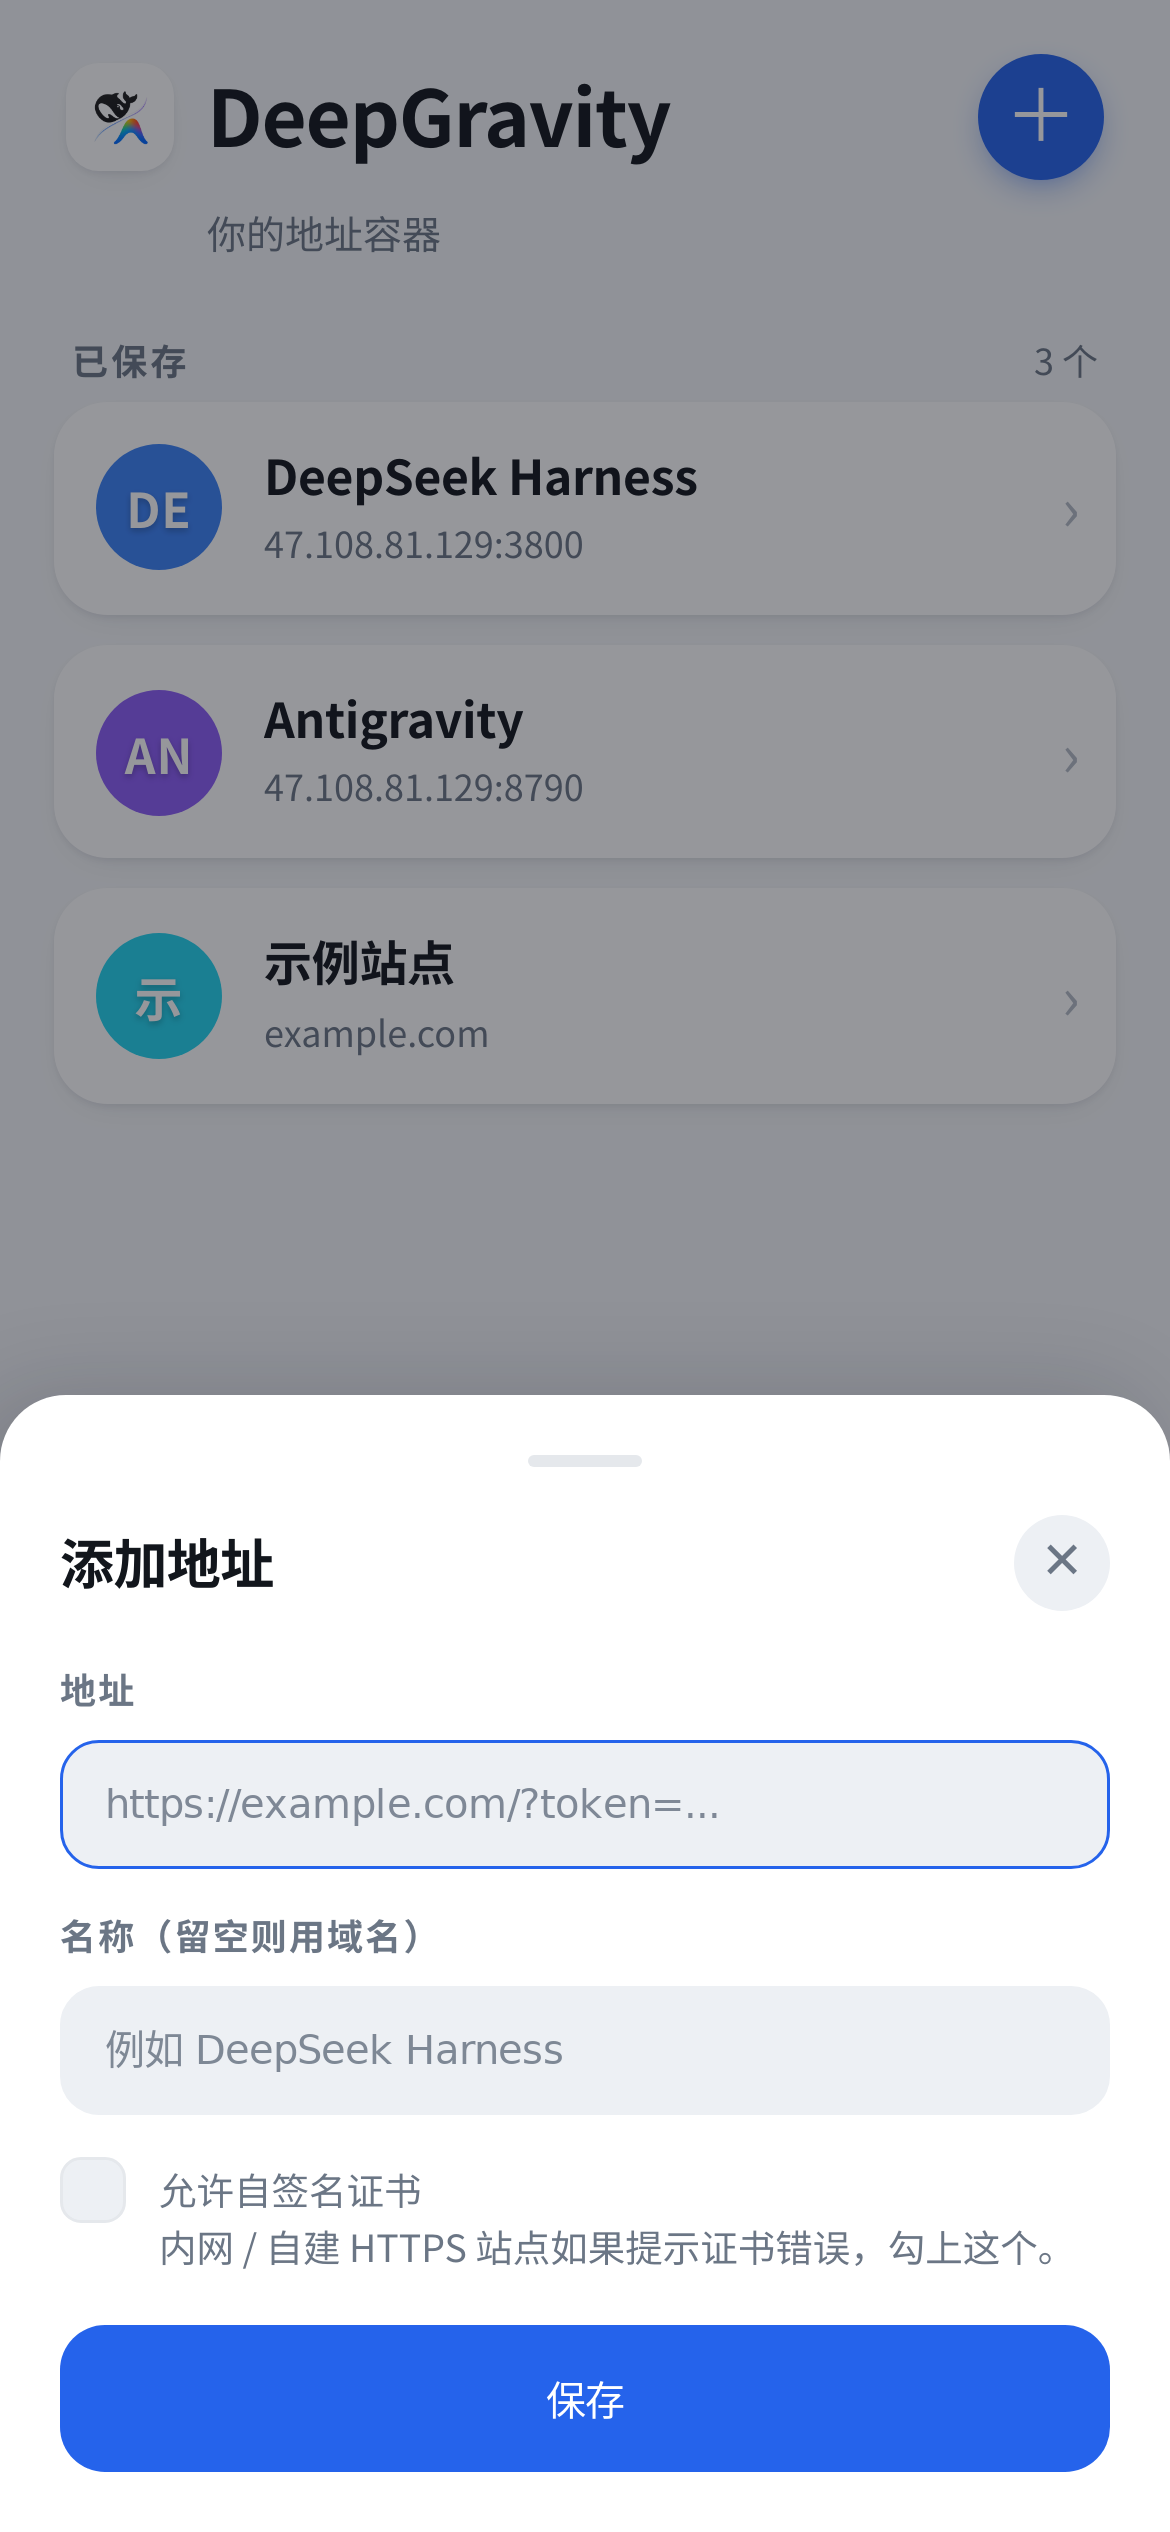 DeepGravity
你的地址容器
已保存
3 个
DE
DeepSeek Harness
47.108.81.129:3800
AN
Antigravity
47.108.81.129:8790
示
示例站点
example.com
添加地址
地址
https://example.com/?token=...
名称（留空则用域名）
例如 DeepSeek Harness
允许自签名证书
内网 / 自建 HTTPS 站点如果提示证书错误，勾上这个。
保存